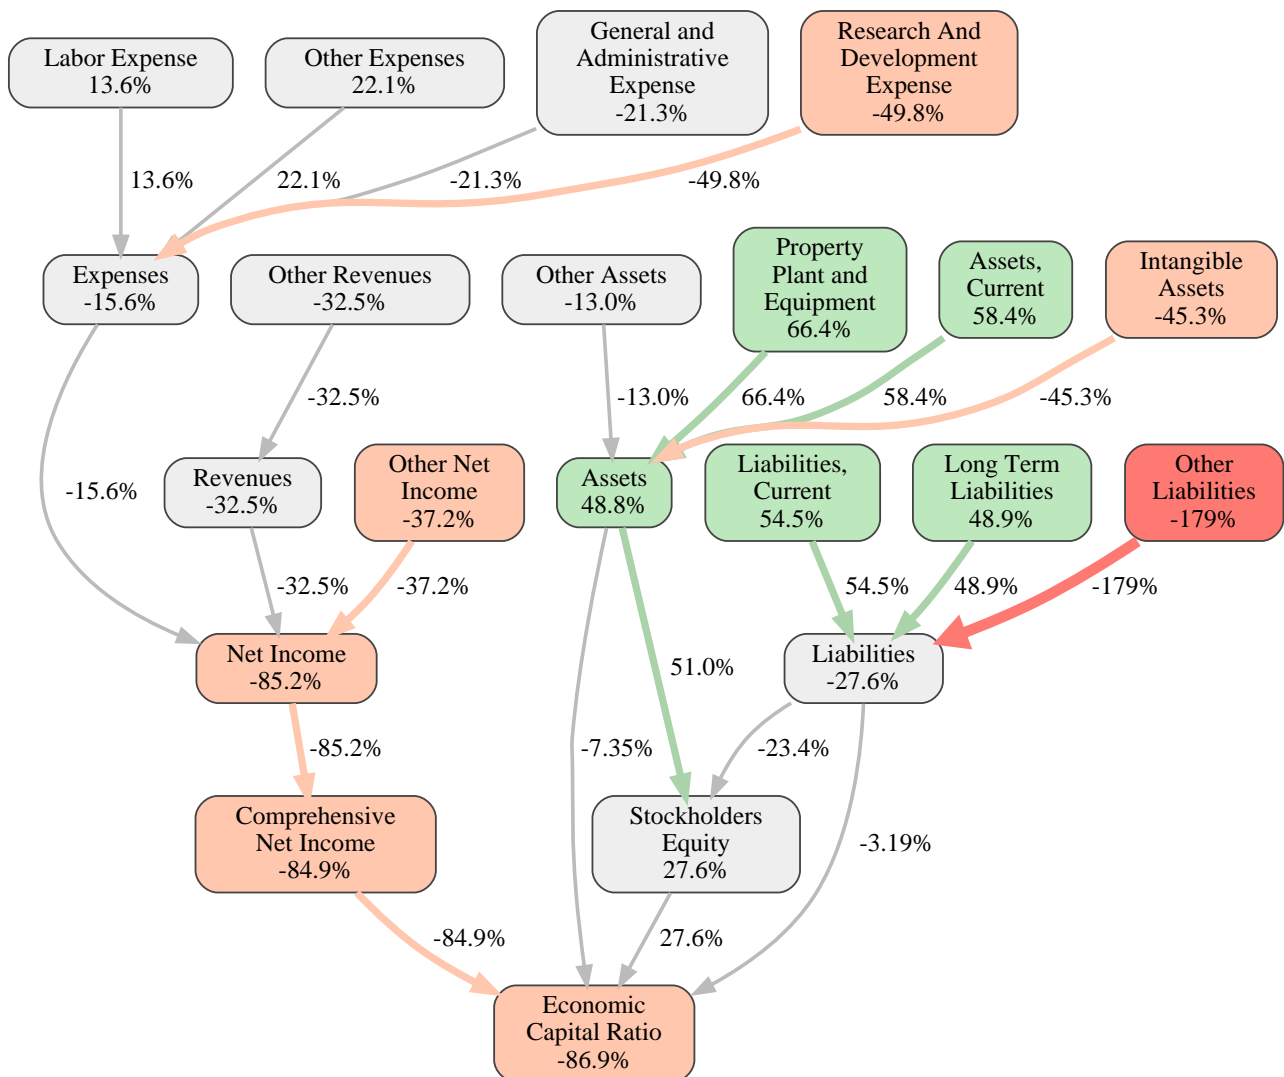 Labor Expense
13.6%
Other Expenses
22.1%
General and
Administrative
Expense
-21.3%
Research And
Development
Expense
-49.8%
13.6%
22.1%
-21.3%
-49.8%
Expenses
-15.6%
Other Revenues
-32.5%
Other Assets
-13.0%
Property
Plant and
Equipment
66.4%
Assets,
Current
58.4%
Intangible
Assets
-45.3%
-32.5%
-13.0%
66.4%
58.4%
-45.3%
-15.6%
Revenues
-32.5%
Other Net
Income
-37.2%
Assets
48.8%
Liabilities,
Current
54.5%
Long Term
Liabilities
48.9%
Other
Liabilities
-179%
-32.5%
-37.2%
54.5%
48.9%
-179%
Net Income
-85.2%
51.0%
Liabilities
-27.6%
-85.2%
-7.35%
-23.4%
Comprehensive
Net Income
-84.9%
Stockholders
Equity
27.6%
-3.19%
-84.9%
27.6%
Economic
Capital Ratio
-86.9%